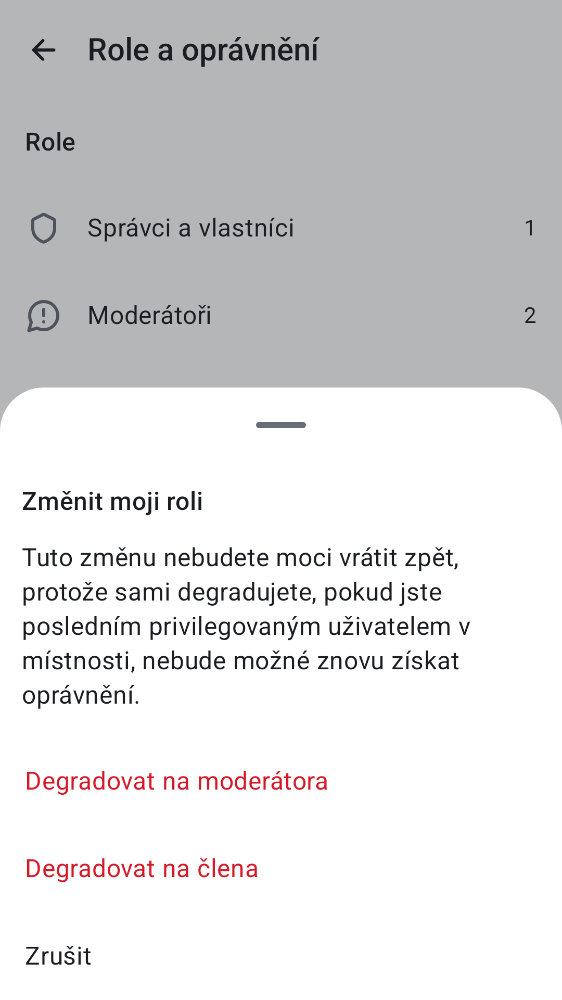 Role a oprávnění
Role
Správci a vlastníci 1
Moderátoři 2
Změnit moji roli
Tuto změnu nebudete moci vrátit zpět,
protože sami degradujete, pokud jste
posledním privilegovaným uživatelem v
místnosti, nebude možné znovu získat
oprávnění.
Degradovat na moderátora
Degradovat na člena
Zrušit